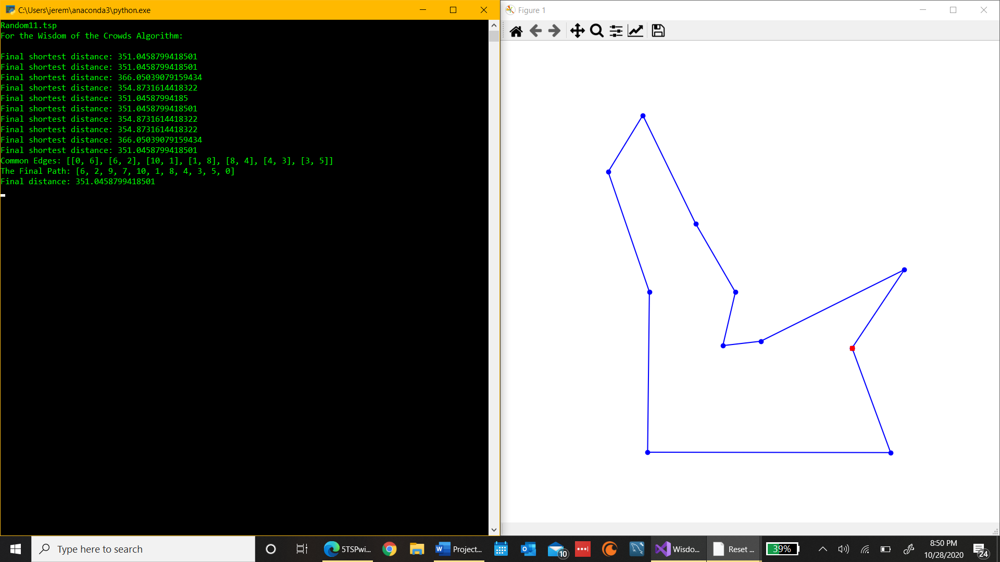 C:\Users\jerem\anaconda3\python.exe
Random11.tsp
For the Wisdom of the Crowds Algorithm:
Final shortest distance: 351.0458799418501
Final shortest distance: 351.0458799418501
Final shortest distance: 366.05039079159434
Final shortest distance: 354.8731614418322
Final shortest distance: 351.04587994185
Final shortest distance: 351.0458799418501
Final shortest distance: 354.8731614418322
Final shortest distance: 354.8731614418322
Final shortest distance: 366.05039079159434
Final shortest distance: 351.0458799418501
Common Edges: [[0, 6], [6, 2], [10, 1], [1, 8], [8, 4], [4, 3], [3, 5]]
The Final Path: [6, 2, 9, 7, 10, 1, 8, 4, 3, 5, 0]
Final distance: 351.0458799418501
Figure 1
Type here to search
5TSPwi...
Project...
10
Wisdo...
Reset ...
39%
8:50 PM
10/28/2020
24